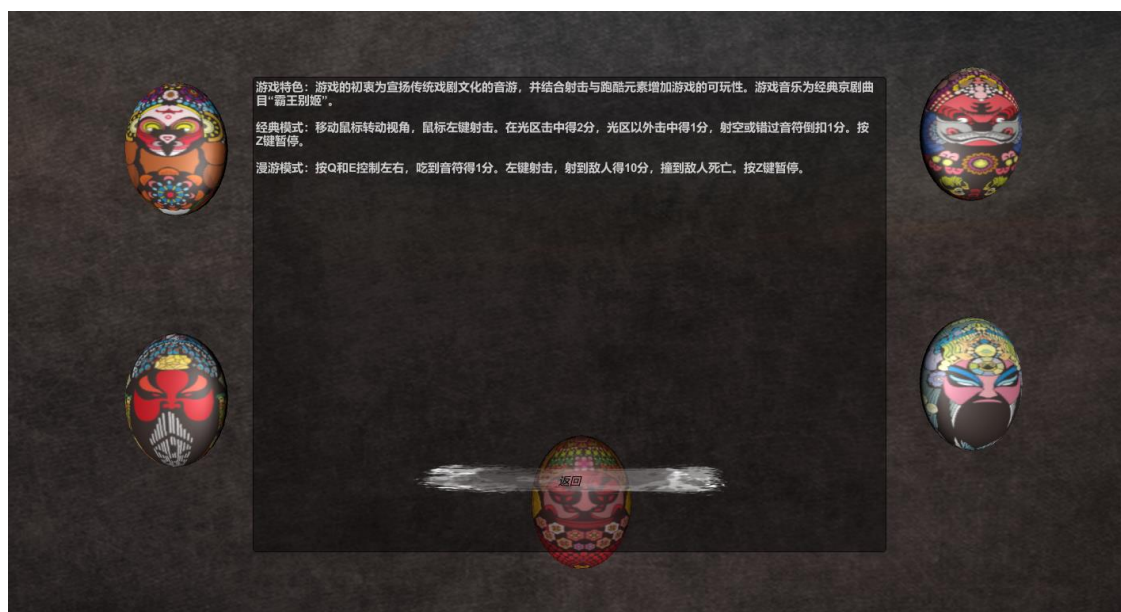 游戏特色：游戏的初衷为宣扬传统戏剧文化的音游，并结合射击与跑酷元素增加游戏的可玩性。游戏音乐为经典京剧曲
目“霸王别姬”。
经典模式：移动鼠标转动视角，鼠标左键射击。在光区击中得2分，光区以外击中得1分，射空或错过音符倒扣1分。按
Z键暂停。
漫游模式：按Q和E控制左右，吃到音符得1分。左键射击，射到敌人得10分，撞到敌人死亡。按Z键暂停。
返回